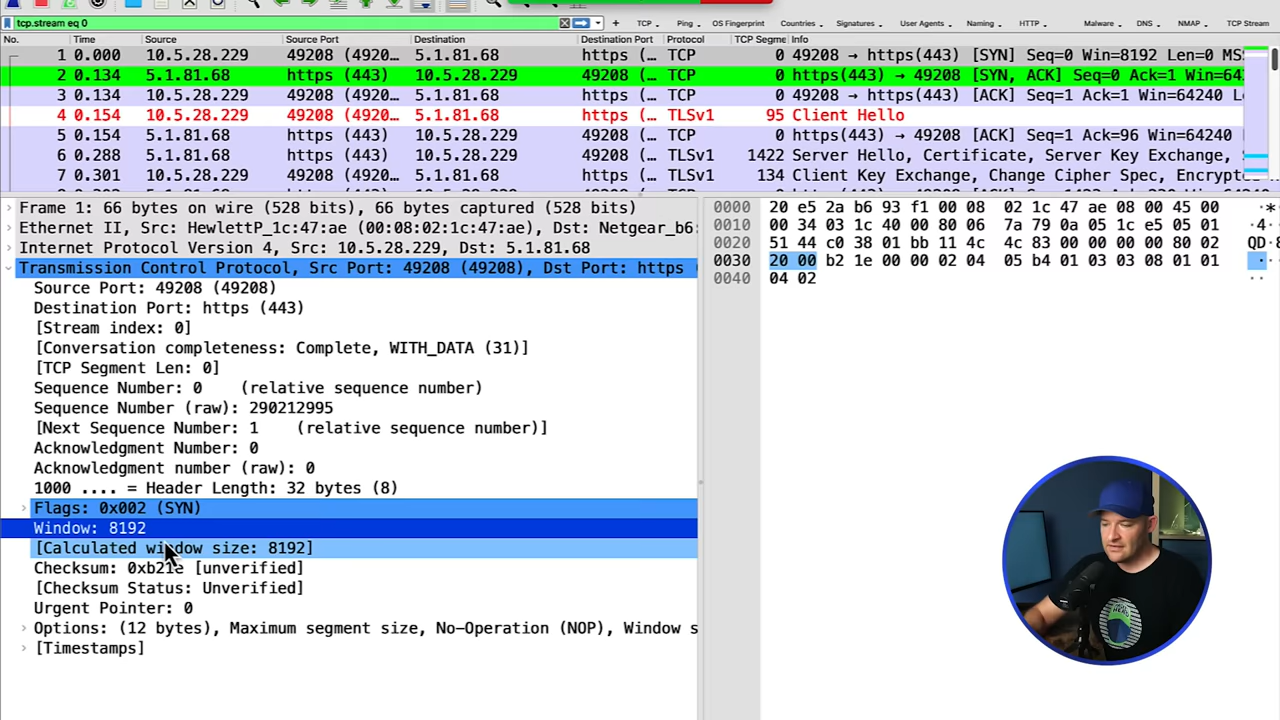 tcp.stream eq 0
TCP Ping OS Fingerprint Countries Signatures User Agents Naming HTTP Malware DNS NMAP TCP Stream
No. Time Source Source Port Destination Destination Port Protocol TCP Segme Info
1 0.000 10.5.28.229 49208 (4920… 5.1.81.68 https (… TCP 0 49208 → https(443) [SYN] Seq=0 Win=8192 Len=0 MS
2 0.134 5.1.81.68 https (443) 10.5.28.229 49208 (… TCP 0 https(443) → 49208 [SYN, ACK] Seq=0 Ack=1 Win=64
3 0.134 10.5.28.229 49208 (4920… 5.1.81.68 https (… TCP 0 49208 → https(443) [ACK] Seq=1 Ack=1 Win=64240 L
4 0.154 10.5.28.229 49208 (4920… 5.1.81.68 https (… TLSv1 95 Client Hello
5 0.154 5.1.81.68 https (443) 10.5.28.229 49208 (… TCP 0 https(443) → 49208 [ACK] Seq=1 Ack=96 Win=64240
6 0.288 5.1.81.68 https (443) 10.5.28.229 49208 (… TLSv1 1422 Server Hello, Certificate, Server Key Exchange,
7 0.301 10.5.28.229 49208 (4920… 5.1.81.68 https (… TLSv1 134 Client Key Exchange, Change Cipher Spec, Encrypte
Frame 1: 66 bytes on wire (528 bits), 66 bytes captured (528 bits)
Ethernet II, Src: HewlettP_1c:47:ae (00:08:02:1c:47:ae), Dst: Netgear_b6:
Internet Protocol Version 4, Src: 10.5.28.229, Dst: 5.1.81.68
Transmission Control Protocol, Src Port: 49208 (49208), Dst Port: https
Source Port: 49208 (49208)
Destination Port: https (443)
[Stream index: 0]
[Conversation completeness: Complete, WITH_DATA (31)]
[TCP Segment Len: 0]
Sequence Number: 0 (relative sequence number)
Sequence Number (raw): 290212995
[Next Sequence Number: 1 (relative sequence number)]
Acknowledgment Number: 0
Acknowledgment number (raw): 0
1000 .... = Header Length: 32 bytes (8)
Flags: 0x002 (SYN)
Window: 8192
[Calculated window size: 8192]
Checksum: 0xb21e [unverified]
[Checksum Status: Unverified]
Urgent Pointer: 0
Options: (12 bytes), Maximum segment size, No-Operation (NOP), Window s
[Timestamps]
0000 20 e5 2a b6 93 f1 00 08 02 1c 47 ae 08 00 45 00 ·*
0010 00 34 03 1c 40 00 80 06 7a 79 0a 05 1c e5 05 01 ·4·
0020 51 44 c0 38 01 bb 11 4c 4c 83 00 00 00 00 80 02 QD·8
0030 20 00 b2 1e 00 00 02 04 05 b4 01 03 03 08 01 01 ··
0040 04 02 ··